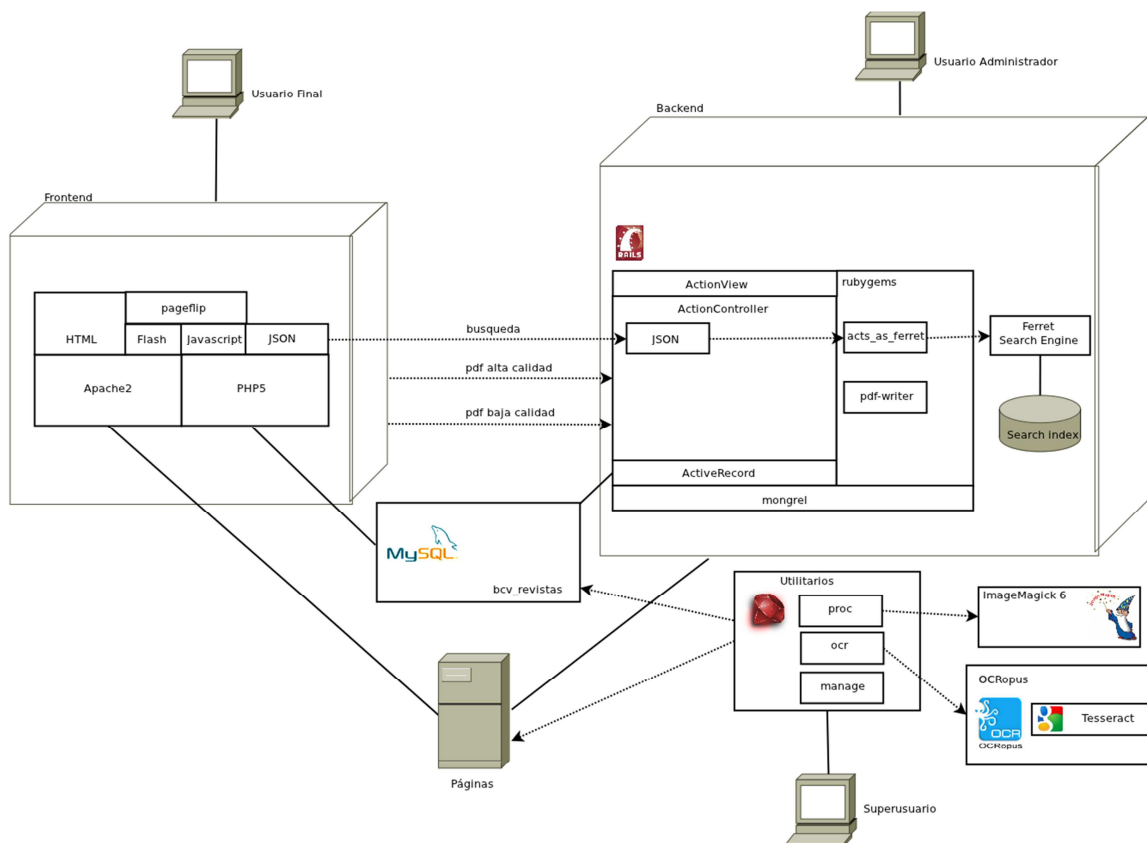 Usuario Administrador
Usuario Final
Backend
Frontend
RAILS
ActionView
rubygems
ActionController
pageflip
HTML
Flash
Javascript
JSON
busqueda
JSON
acts_as_ferret
Ferret
Search Engine
pdf alta calidad
Apache2
PHP5
pdf-writer
pdf baja calidad
Search index
ActiveRecord
mongrel
MySQL
bcv_revistas
Utilitarios
proc
ImageMagick 6
ocr
manage
OCRopus
OCR
OCRopus
Tesseract
Páginas
Superusuario